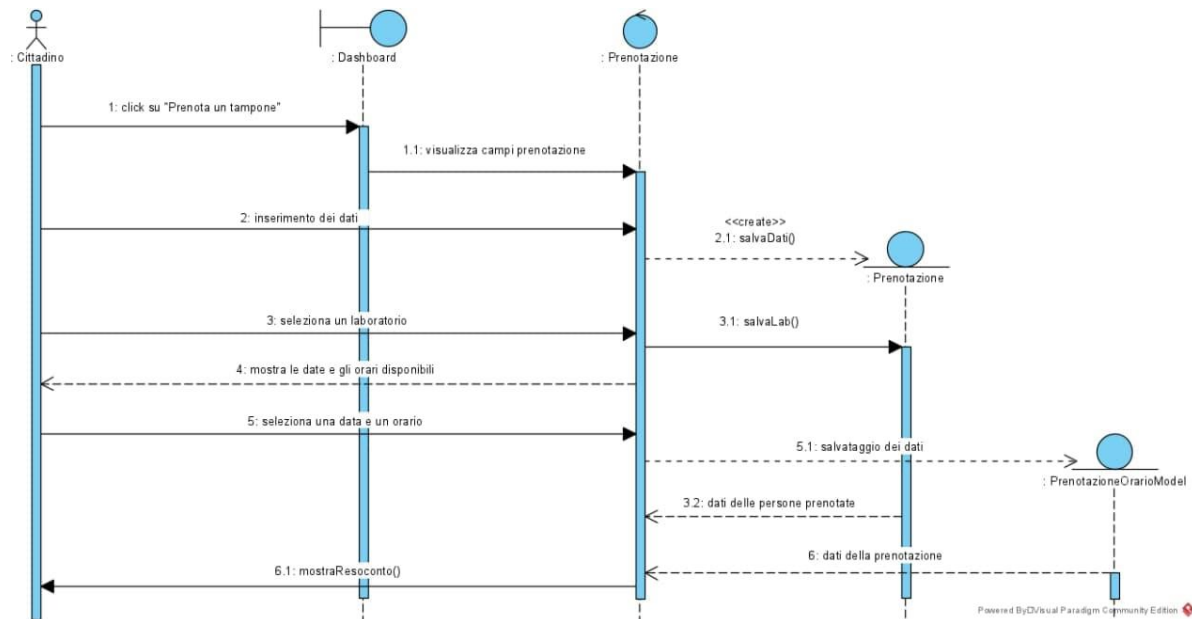 : Cittadino
: Dashboard
: Prenotazione
1: click su "Prenota un tampone"
1.1: visualizza campi prenotazione
2: inserimento dei dati
<<create>>
2.1: salvaDati()
: Prenotazione
3: seleziona un laboratorio
3.1: salvaLab()
4: mostra le date e gli orari disponibili
5: seleziona una data e un orario
5.1: salvataggio dei dati
: PrenotazioneOrarioModel
3.2: dati delle persone prenotate
6: dati della prenotazione
6.1: mostraResoconto()
Powered By Visual Paradigm Community Edition